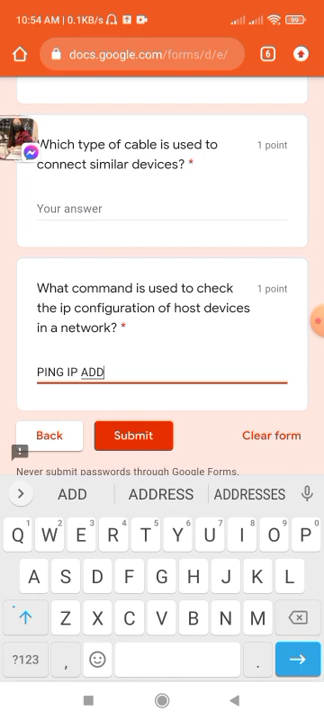 10:54 AM | 0.1KB/s
99
docs.google.com/forms/d/e/
6
Which type of cable is used to
connect similar devices? *
1 point
Your answer
What command is used to check
the ip configuration of host devices
in a network? *
1 point
PING IP ADD
Back
Submit
Clear form
Never submit passwords through Google Forms.
ADD ADDRESS ADDRESSES
1 2 3 4 5 6 7 8 9 0
Q W E R T Y U I O P
A S D F G H J K L
Z X C V B N M
?123 , .